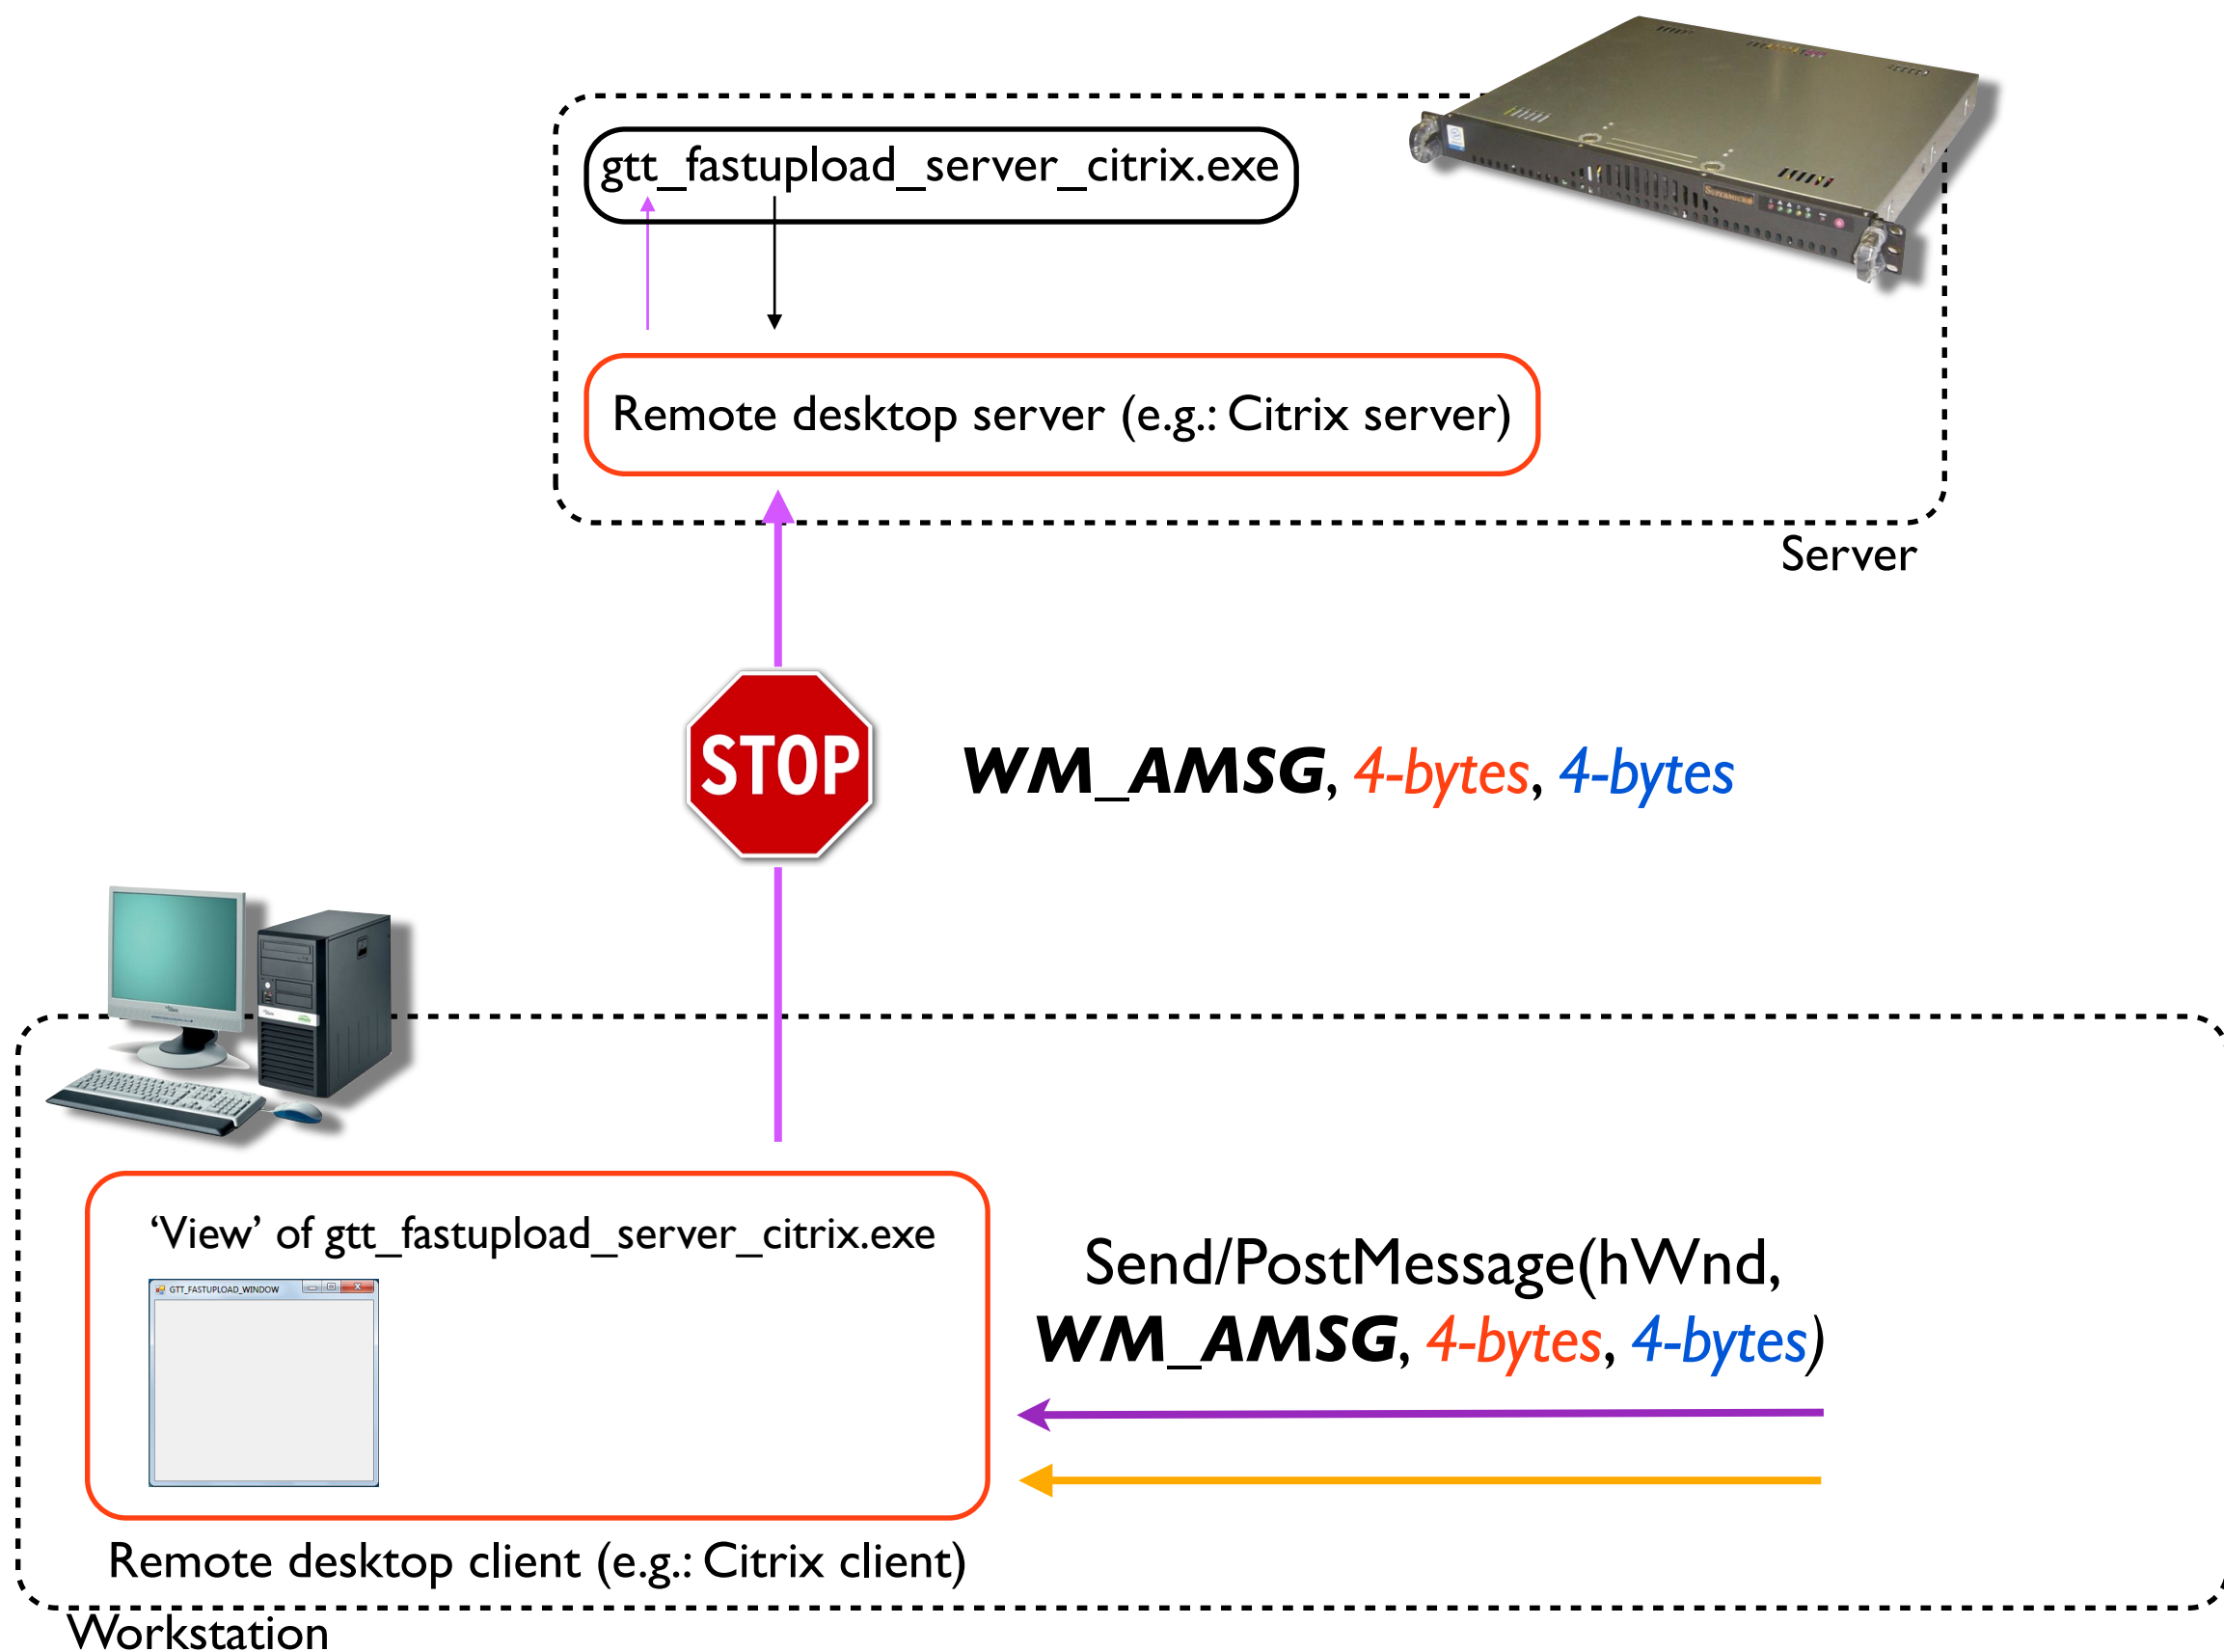 gtt_fastupload_server_citrix.exe
SUPERMICRO
Remote desktop server (e.g.: Citrix server)
Server
STOP
WM_AMSG, 4-bytes, 4-bytes
‘View’ of gtt_fastupload_server_citrix.exe
GTT_FASTUPLOAD_WINDOW
Send/PostMessage(hWnd,
WM_AMSG, 4-bytes, 4-bytes)
Remote desktop client (e.g.: Citrix client)
Workstation